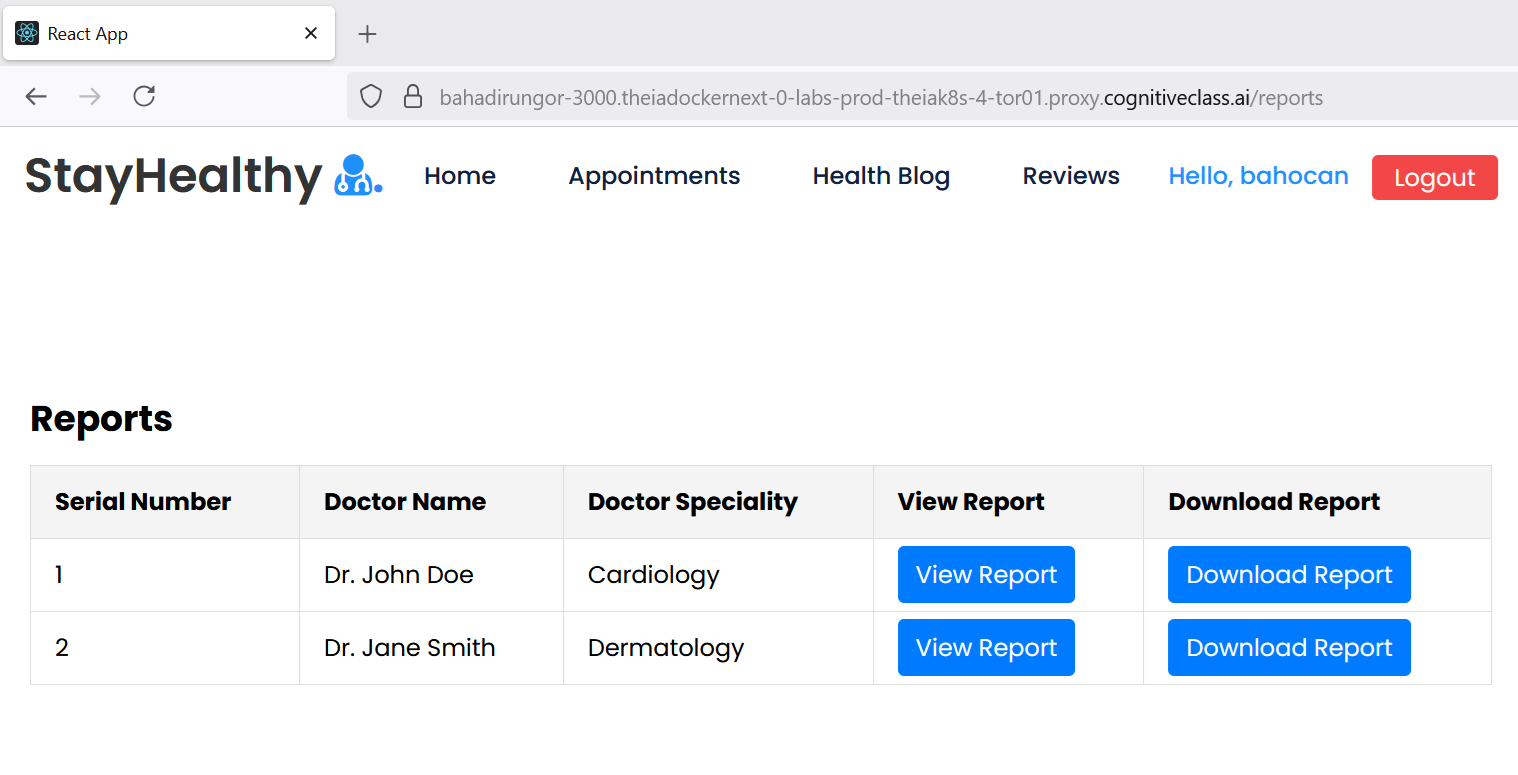 React App
bahadirungor-3000.theiadockernext-0-labs-prod-theiak8s-4-tor01.proxy.cognitiveclass.ai/reports
StayHealthy Home Appointments Health Blog Reviews Hello, bahocan Logout
Reports
Serial Number Doctor Name Doctor Speciality View Report Download Report
1 Dr. John Doe Cardiology View Report Download Report
2 Dr. Jane Smith Dermatology View Report Download Report